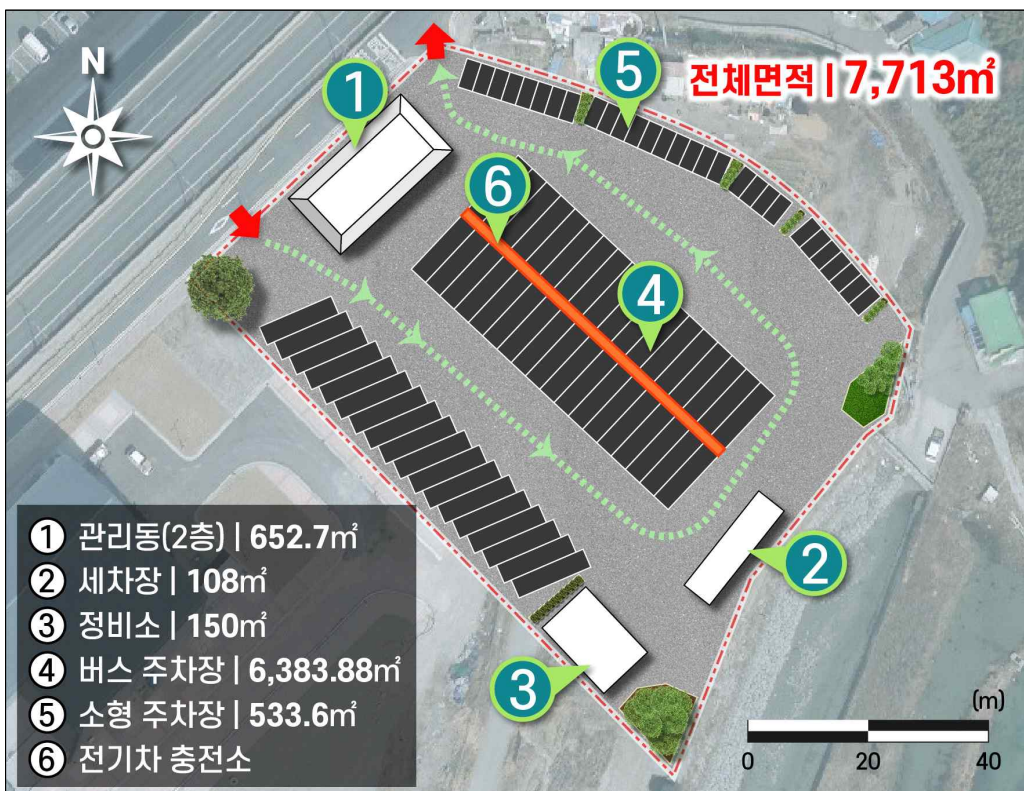 N
전체면적 | 7,713㎡
1
5
6
4
2
3
① 관리동(2층) | 652.7㎡
② 세차장 | 108㎡
③ 정비소 | 150㎡
④ 버스 주차장 | 6,383.88㎡
⑤ 소형 주차장 | 533.6㎡
⑥ 전기차 충전소
(m)
0 20 40